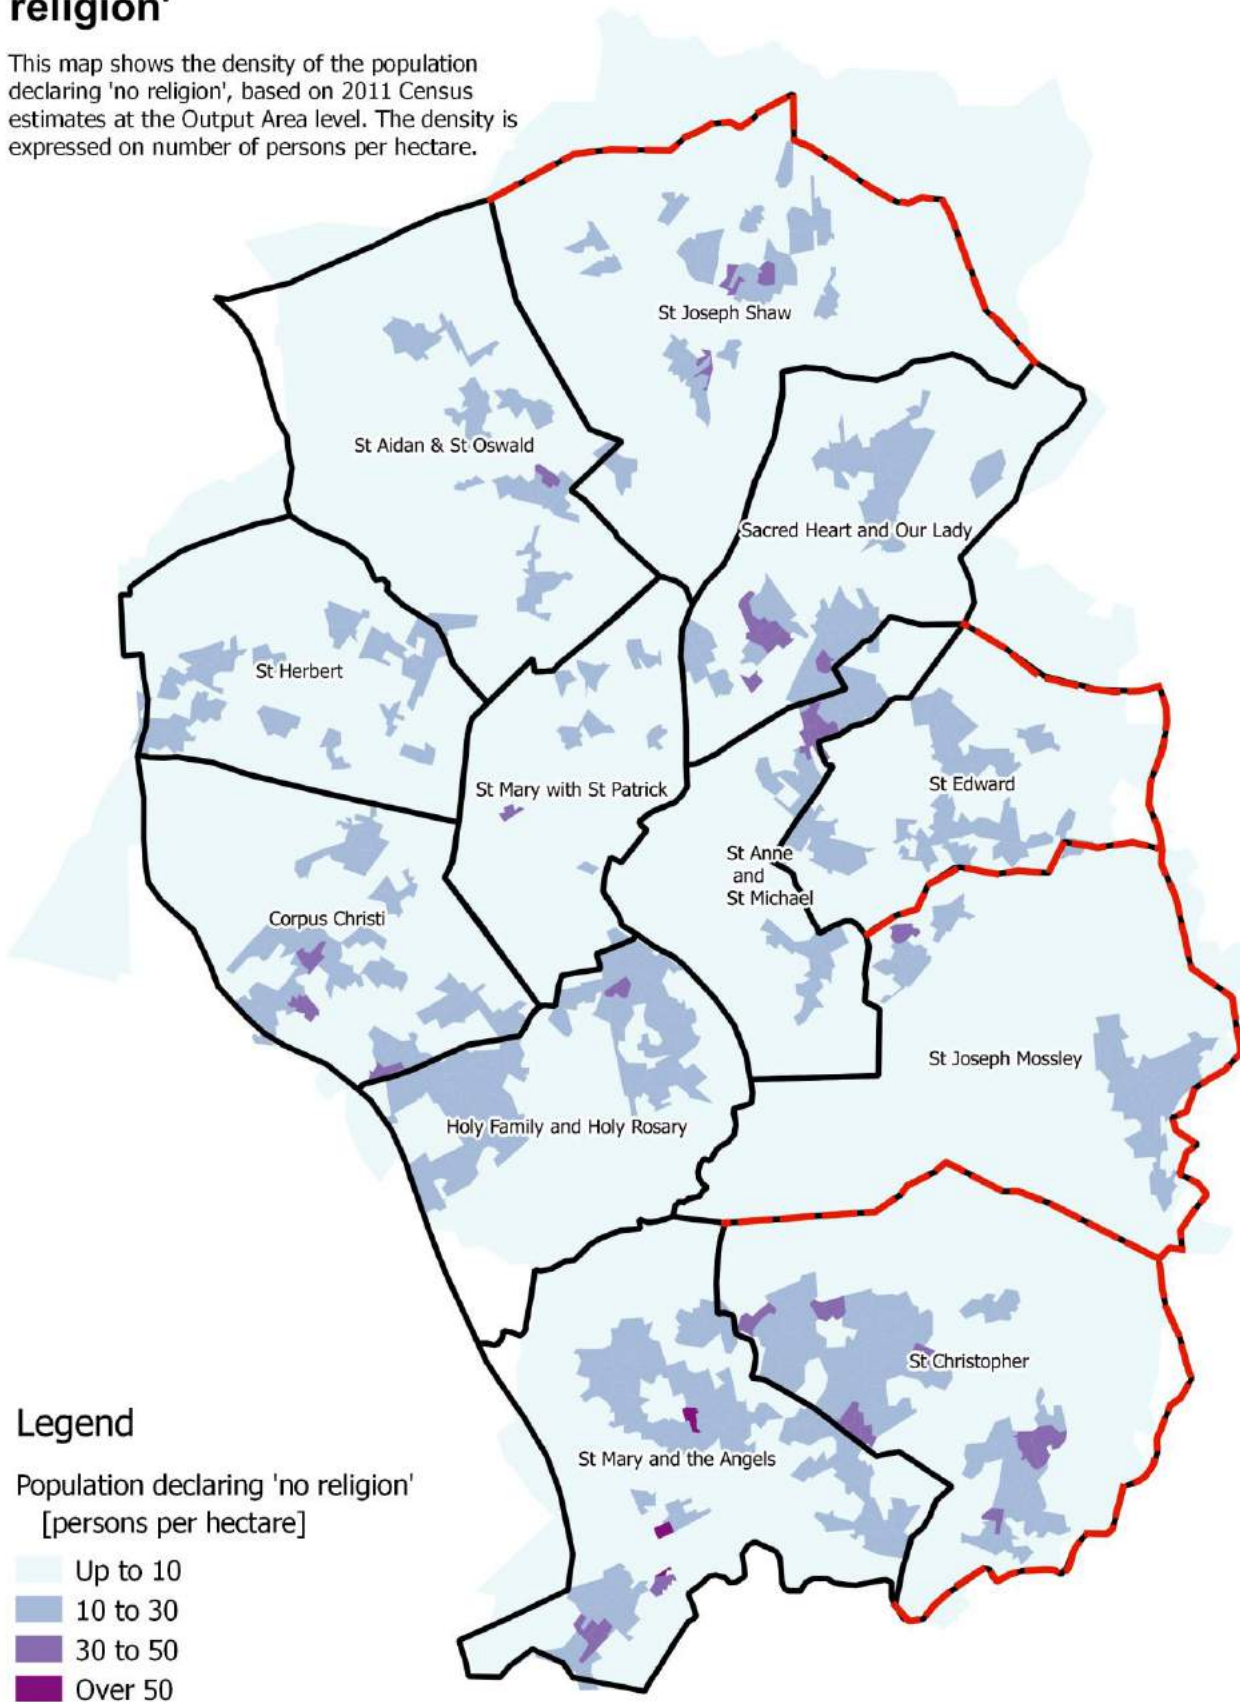 religion'
This map shows the density of the population
declaring 'no religion', based on 2011 Census
estimates at the Output Area level. The density is
expressed on number of persons per hectare.
St Joseph Shaw
St Aidan & St Oswald
Sacred Heart and Our Lady
St Herbert
St Mary with St Patrick
St Edward
St Anne
and
St Michael
Corpus Christi
St Joseph Mossley
Holy Family and Holy Rosary
St Christopher
St Mary and the Angels
Legend
Population declaring 'no religion'
[persons per hectare]
Up to 10
10 to 30
30 to 50
Over 50